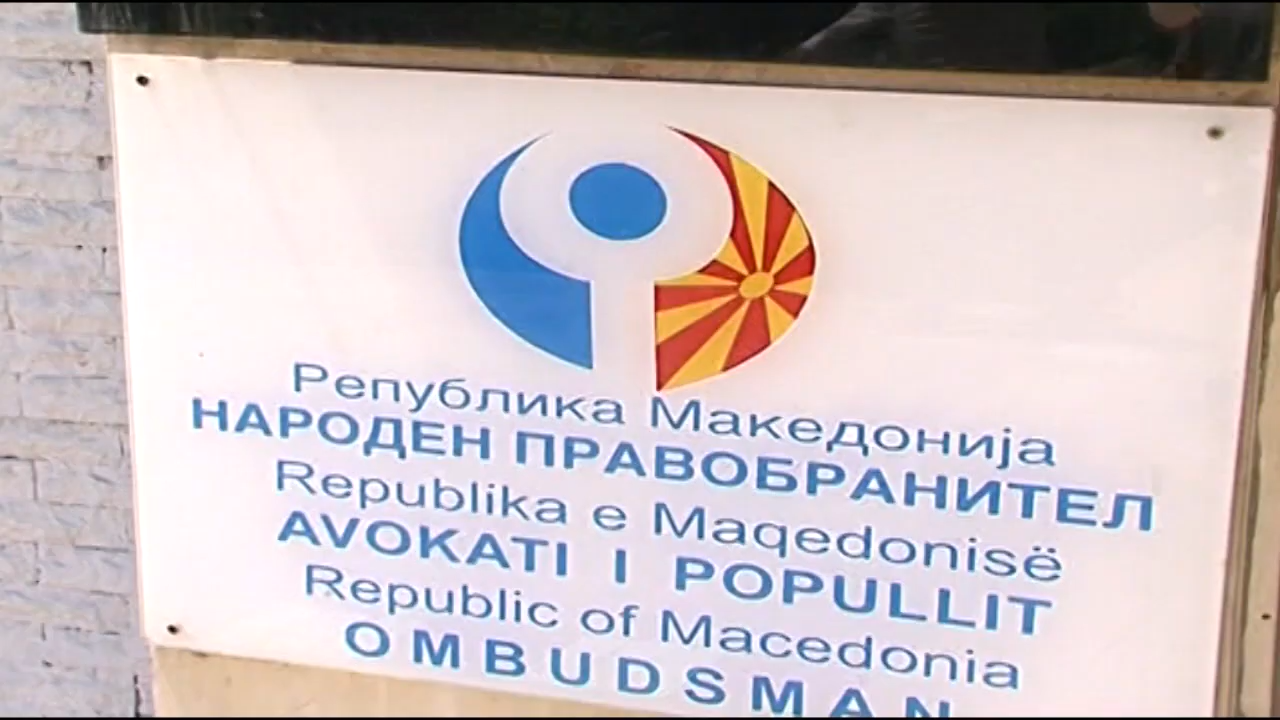 Република Македонија
НАРОДЕН ПРАВОБРАНИТЕЛ
Republika e Maqedonisë
AVOKATI I POPULLIT
Republic of Macedonia
OMBUDSMAN